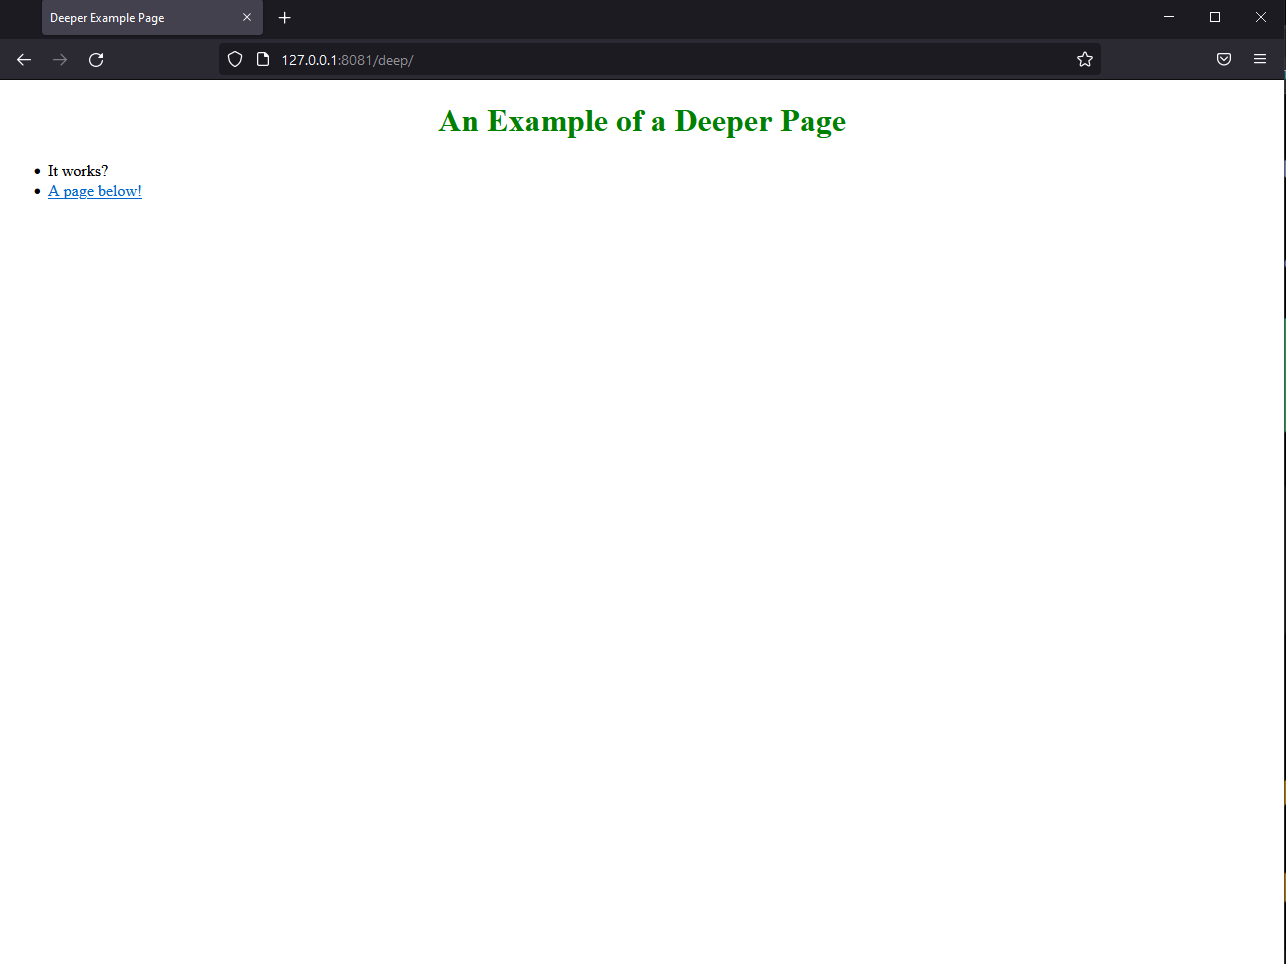 Deeper Example Page
127.0.0.1:8081/deep/
An Example of a Deeper Page
It works?
A page below!